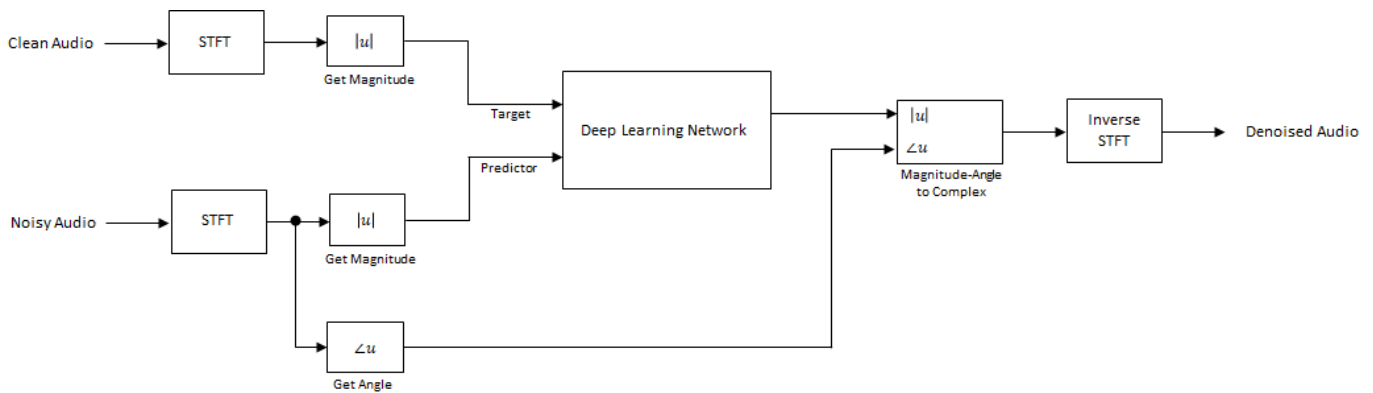 Clean Audio
STFT
|u|
Get Magnitude
Target
Deep Learning Network
Predictor
Noisy Audio
STFT
|u|
Get Magnitude
∠u
Get Angle
|u|
∠u
Magnitude-Angle
to Complex
Inverse
STFT
Denoised Audio